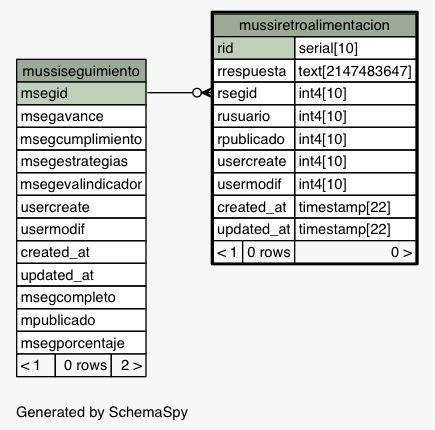 mussiretroalimentacion
rid serial[10]
rrespuesta text[2147483647]
rsegid int4[10]
rusuario int4[10]
rpublicado int4[10]
usercreate int4[10]
usermodif int4[10]
created_at timestamp[22]
updated_at timestamp[22]
< 1 0 rows 0 >
mussiseguimiento
msegid
msegavance
msegcumplimiento
msegestrategias
msegevalindicador
usercreate
usermodif
created_at
updated_at
msegcompleto
mpublicado
msegporcentaje
< 1 0 rows 2 >
Generated by SchemaSpy